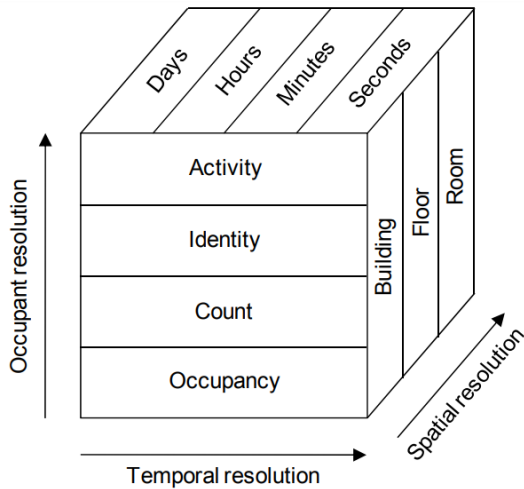 Days
Hours
Minutes
Seconds
Activity
Identity
Count
Occupancy
Building
Floor
Room
Occupant resolution
Temporal resolution
Spatial resolution